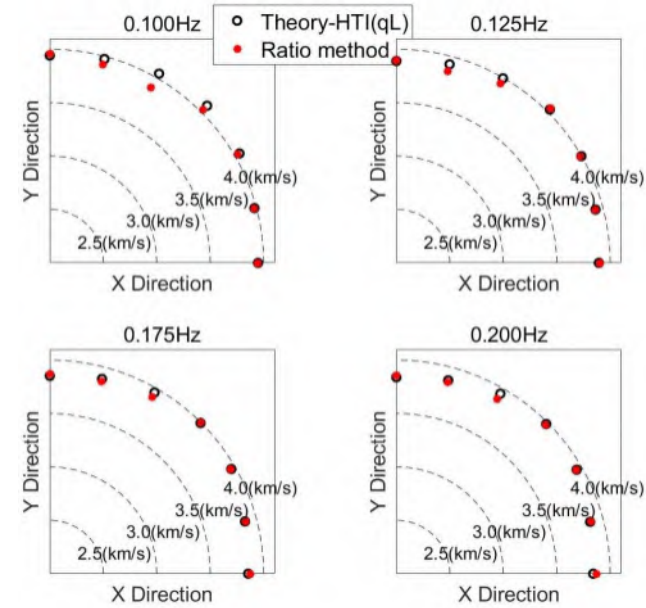 0.100Hz
Theory-HTI(qL)
Ratio method
0.125Hz
Y Direction
4.0(km/s)
3.5(km/s)
3.0(km/s)
2.5(km/s)
X Direction
Y Direction
4.0(km/s)
3.5(km/s)
3.0(km/s)
2.5(km/s)
X Direction
0.175Hz
0.200Hz
Y Direction
4.0(km/s)
3.5(km/s)
3.0(km/s)
2.5(km/s)
X Direction
Y Direction
4.0(km/s)
3.5(km/s)
3.0(km/s)
2.5(km/s)
X Direction